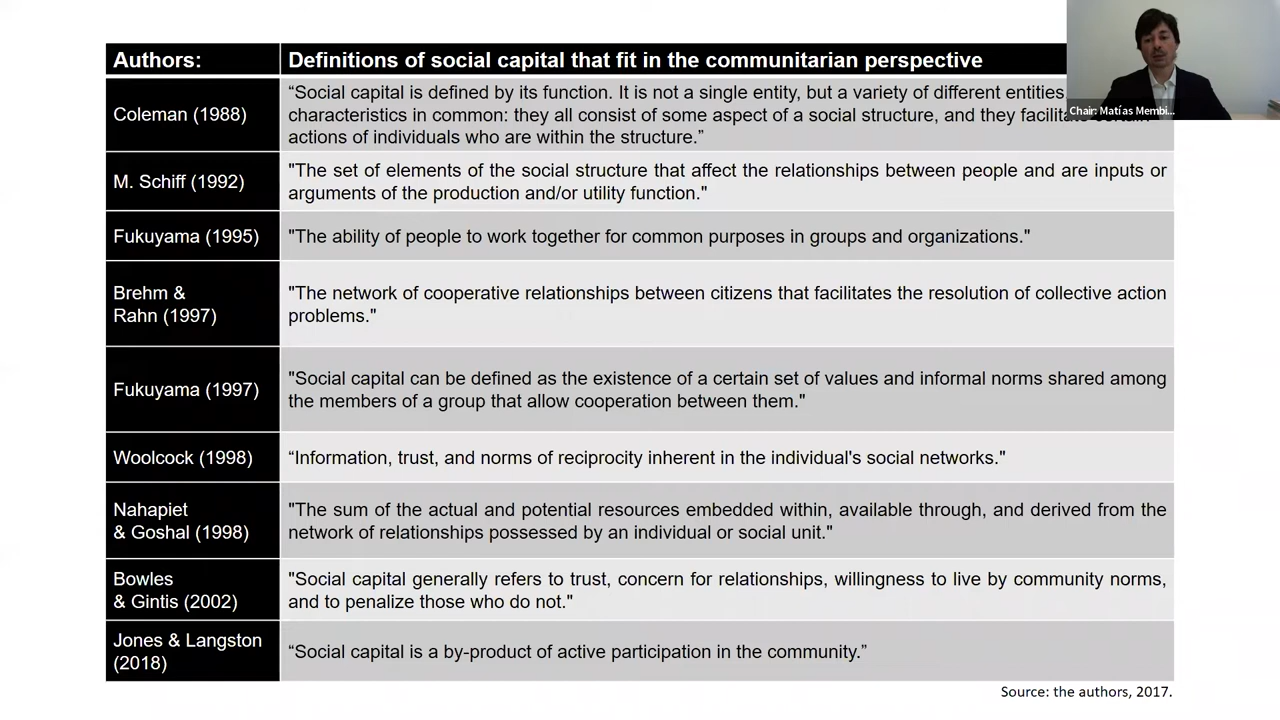 Authors:
Definitions of social capital that fit in the communitarian perspective
Coleman (1988)
“Social capital is defined by its function. It is not a single entity, but a variety of different entities
characteristics in common: they all consist of some aspect of a social structure, and they facilitate certain
actions of individuals who are within the structure.”
M. Schiff (1992)
"The set of elements of the social structure that affect the relationships between people and are inputs or
arguments of the production and/or utility function."
Fukuyama (1995)
"The ability of people to work together for common purposes in groups and organizations."
Brehm &
Rahn (1997)
"The network of cooperative relationships between citizens that facilitates the resolution of collective action
problems."
Fukuyama (1997)
"Social capital can be defined as the existence of a certain set of values and informal norms shared among
the members of a group that allow cooperation between them."
Woolcock (1998)
“Information, trust, and norms of reciprocity inherent in the individual's social networks."
Nahapiet
& Goshal (1998)
"The sum of the actual and potential resources embedded within, available through, and derived from the
network of relationships possessed by an individual or social unit."
Bowles
& Gintis (2002)
"Social capital generally refers to trust, concern for relationships, willingness to live by community norms,
and to penalize those who do not."
Jones & Langston
(2018)
“Social capital is a by-product of active participation in the community.”
Source: the authors, 2017.
Chair: Matías Membi...